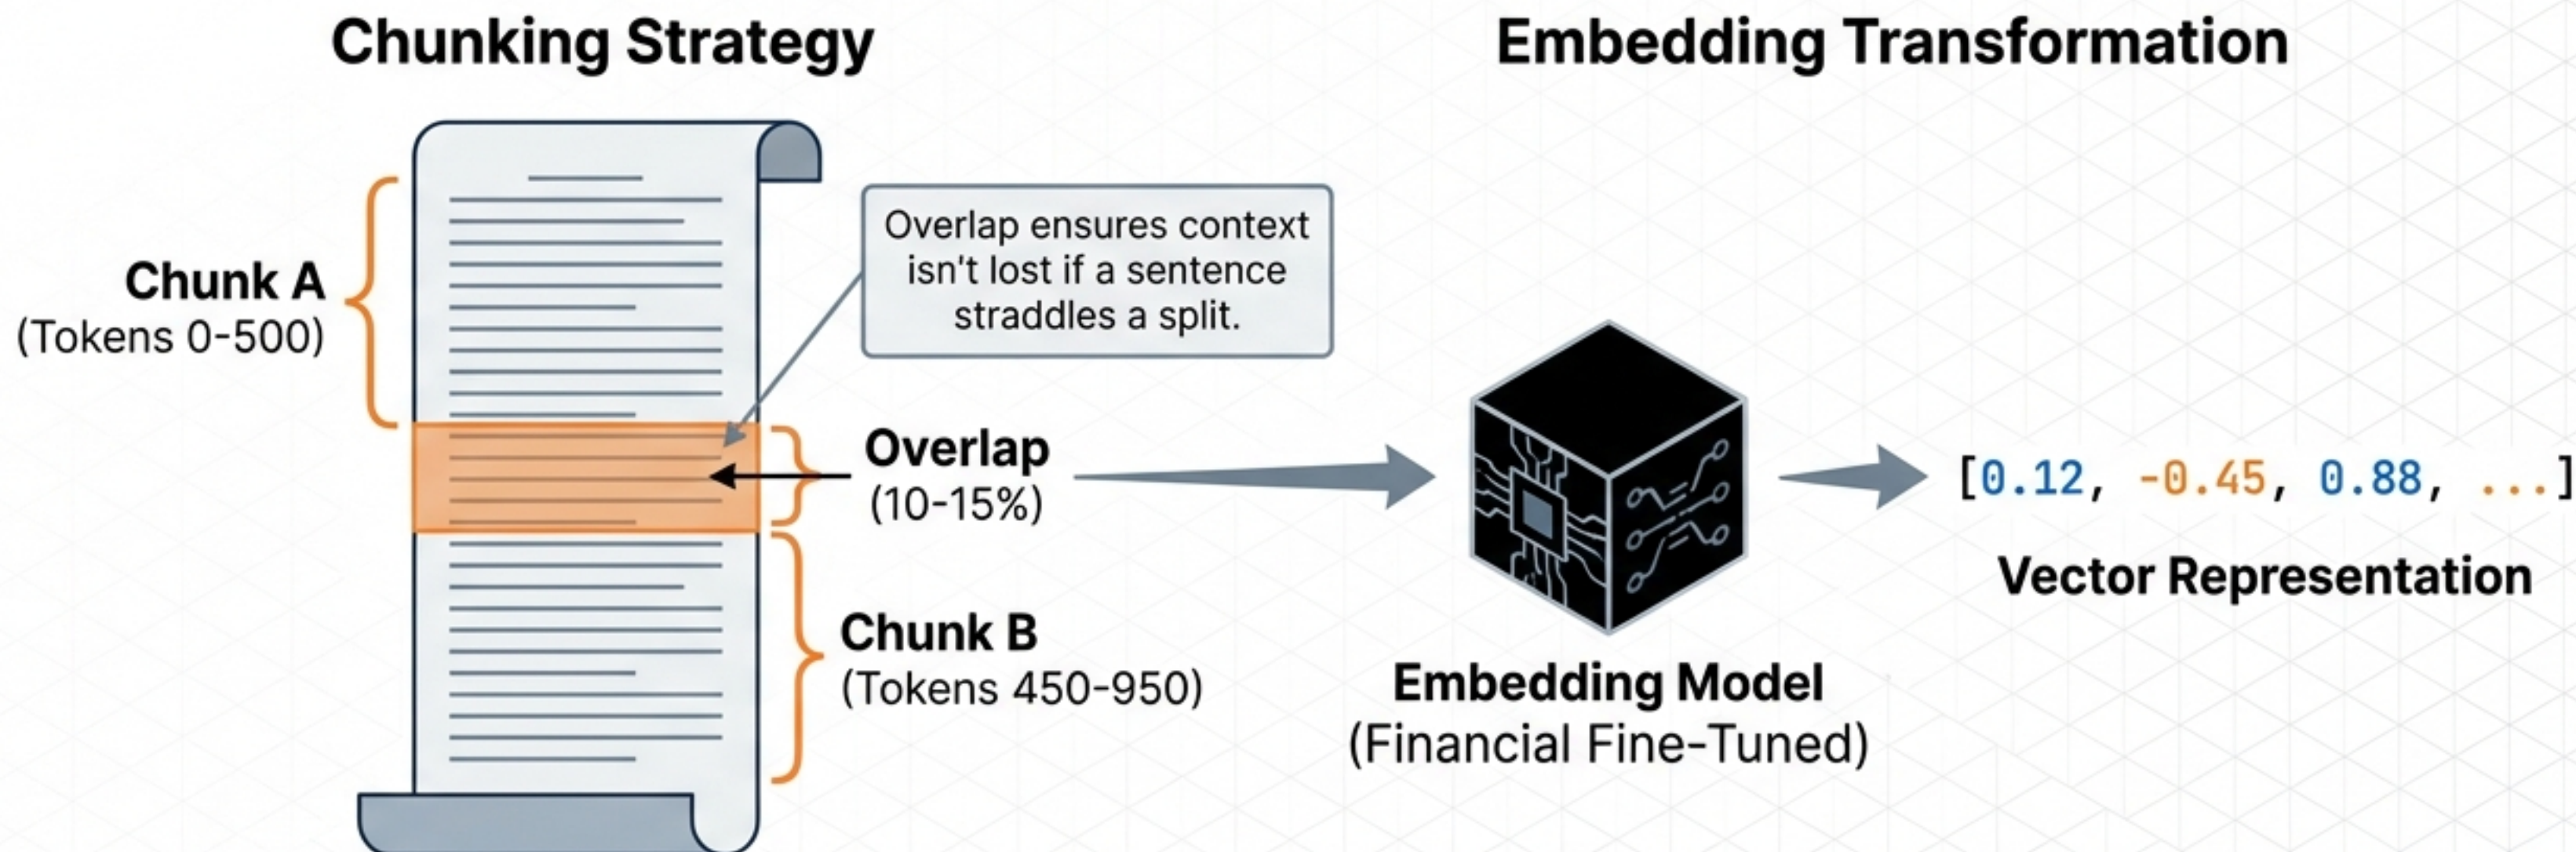 Chunking Strategy
Chunk A
(Tokens 0-500)
Overlap ensures context
isn't lost if a sentence
straddles a split.
Overlap
(10-15%)
Chunk B
(Tokens 450-950)
Embedding Transformation
Embedding Model
(Financial Fine-Tuned)
[0.12, -0.45, 0.88, ...]
Vector Representation